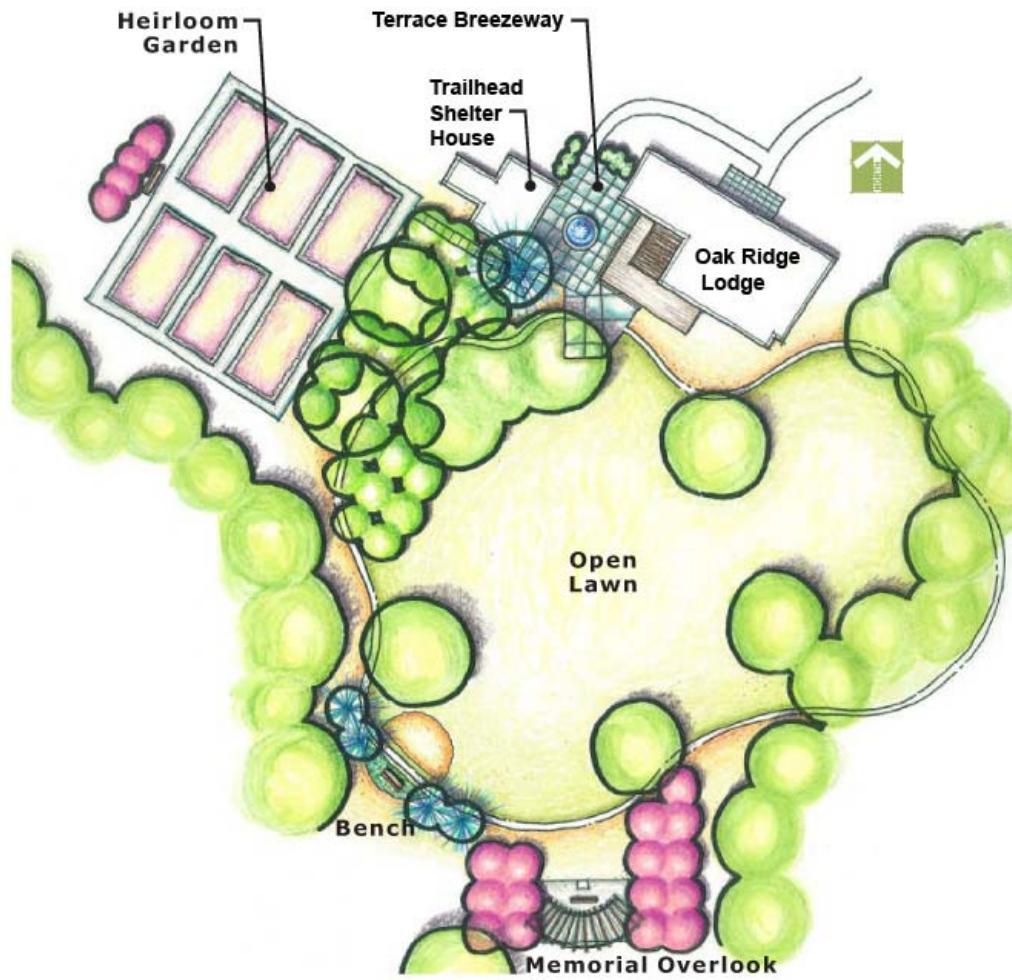 Heirloom
Garden
Terrace Breezeway
Trailhead
Shelter
House
Oak Ridge
Lodge
Open
Lawn
Bench
Memorial Overlook